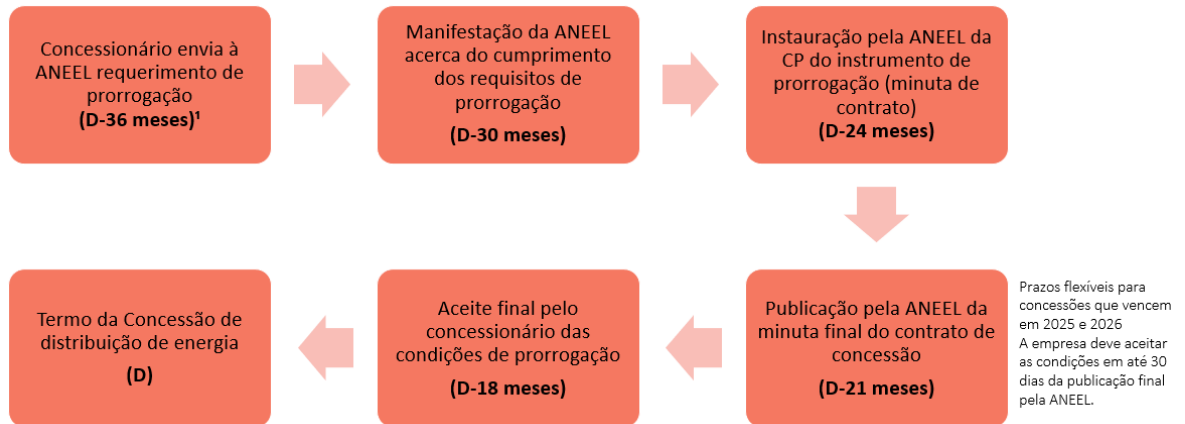 Concessionário envia à
ANEEL requerimento de
prorrogação
(D-36 meses)¹
Manifestação da ANEEL
acerca do cumprimento
dos requisitos de
prorrogação
(D-30 meses)
Instauração pela ANEEL da
CP do instrumento de
prorrogação (minuta de
contrato)
(D-24 meses)
Publicação pela ANEEL da
minuta final do contrato de
concessão
(D-21 meses)
Prazos flexíveis para
concessões que vencem
em 2025 e 2026
A empresa deve aceitar
as condições em até 30
dias da publicação final
pela ANEEL.
Aceite final pelo
concessionário das
condições de prorrogação
(D-18 meses)
Termo da Concessão de
distribuição de energia
(D)